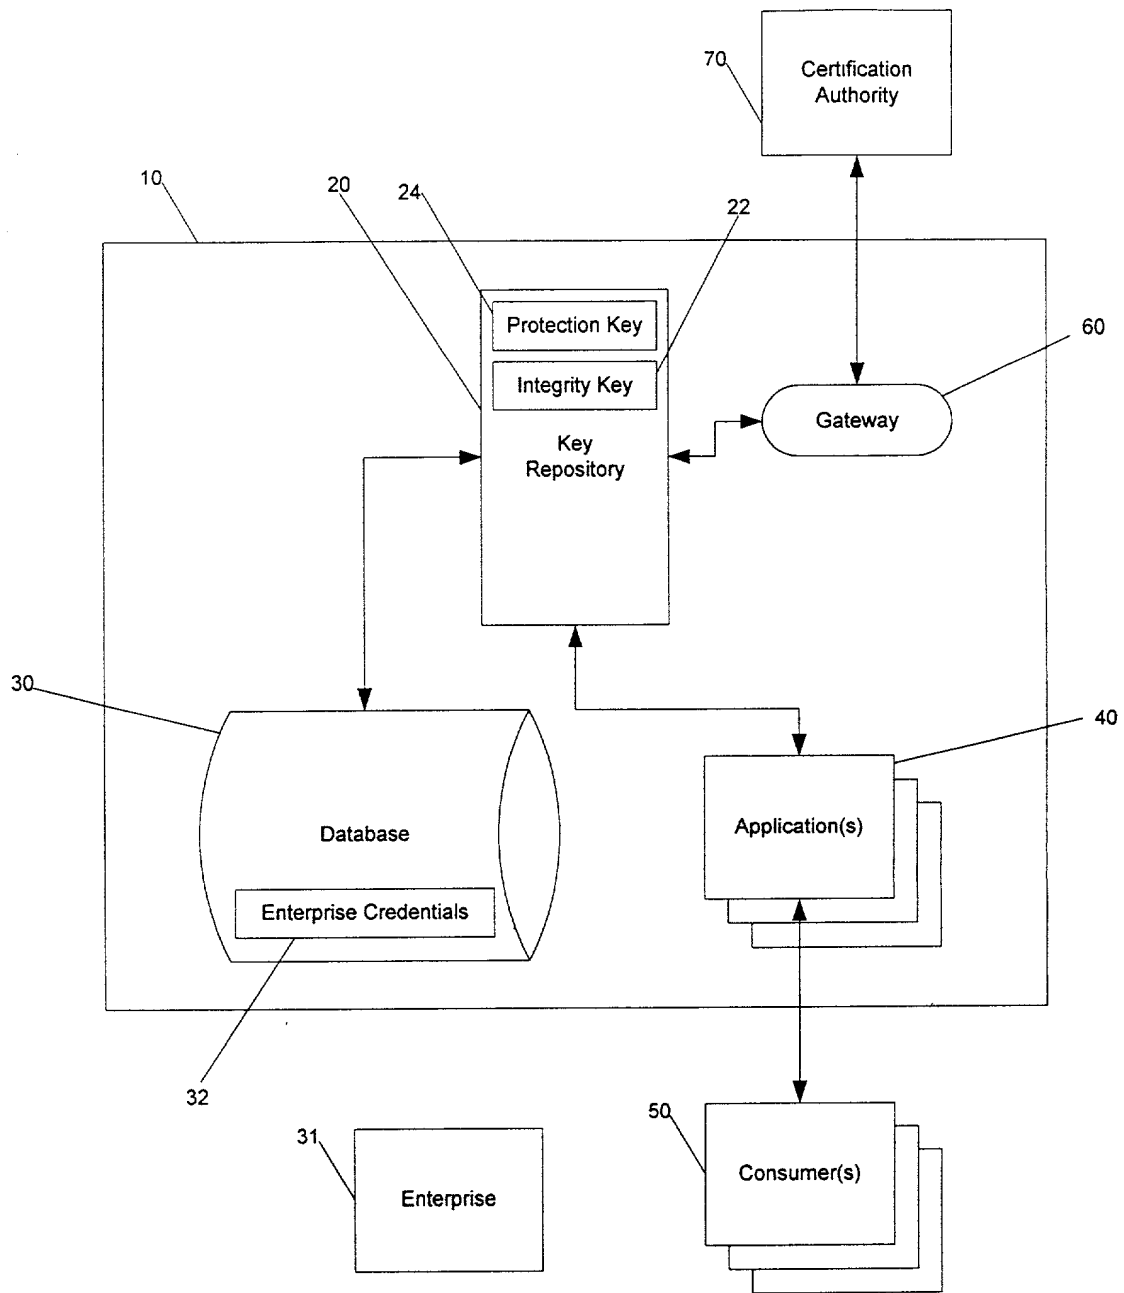 70
Certification
Authority
10
20
24
22
Protection Key
60
Integrity Key
Gateway
Key
Repository
30
40
Database
Application(s)
Enterprise Credentials
32
31
50
Enterprise
Consumer(s)